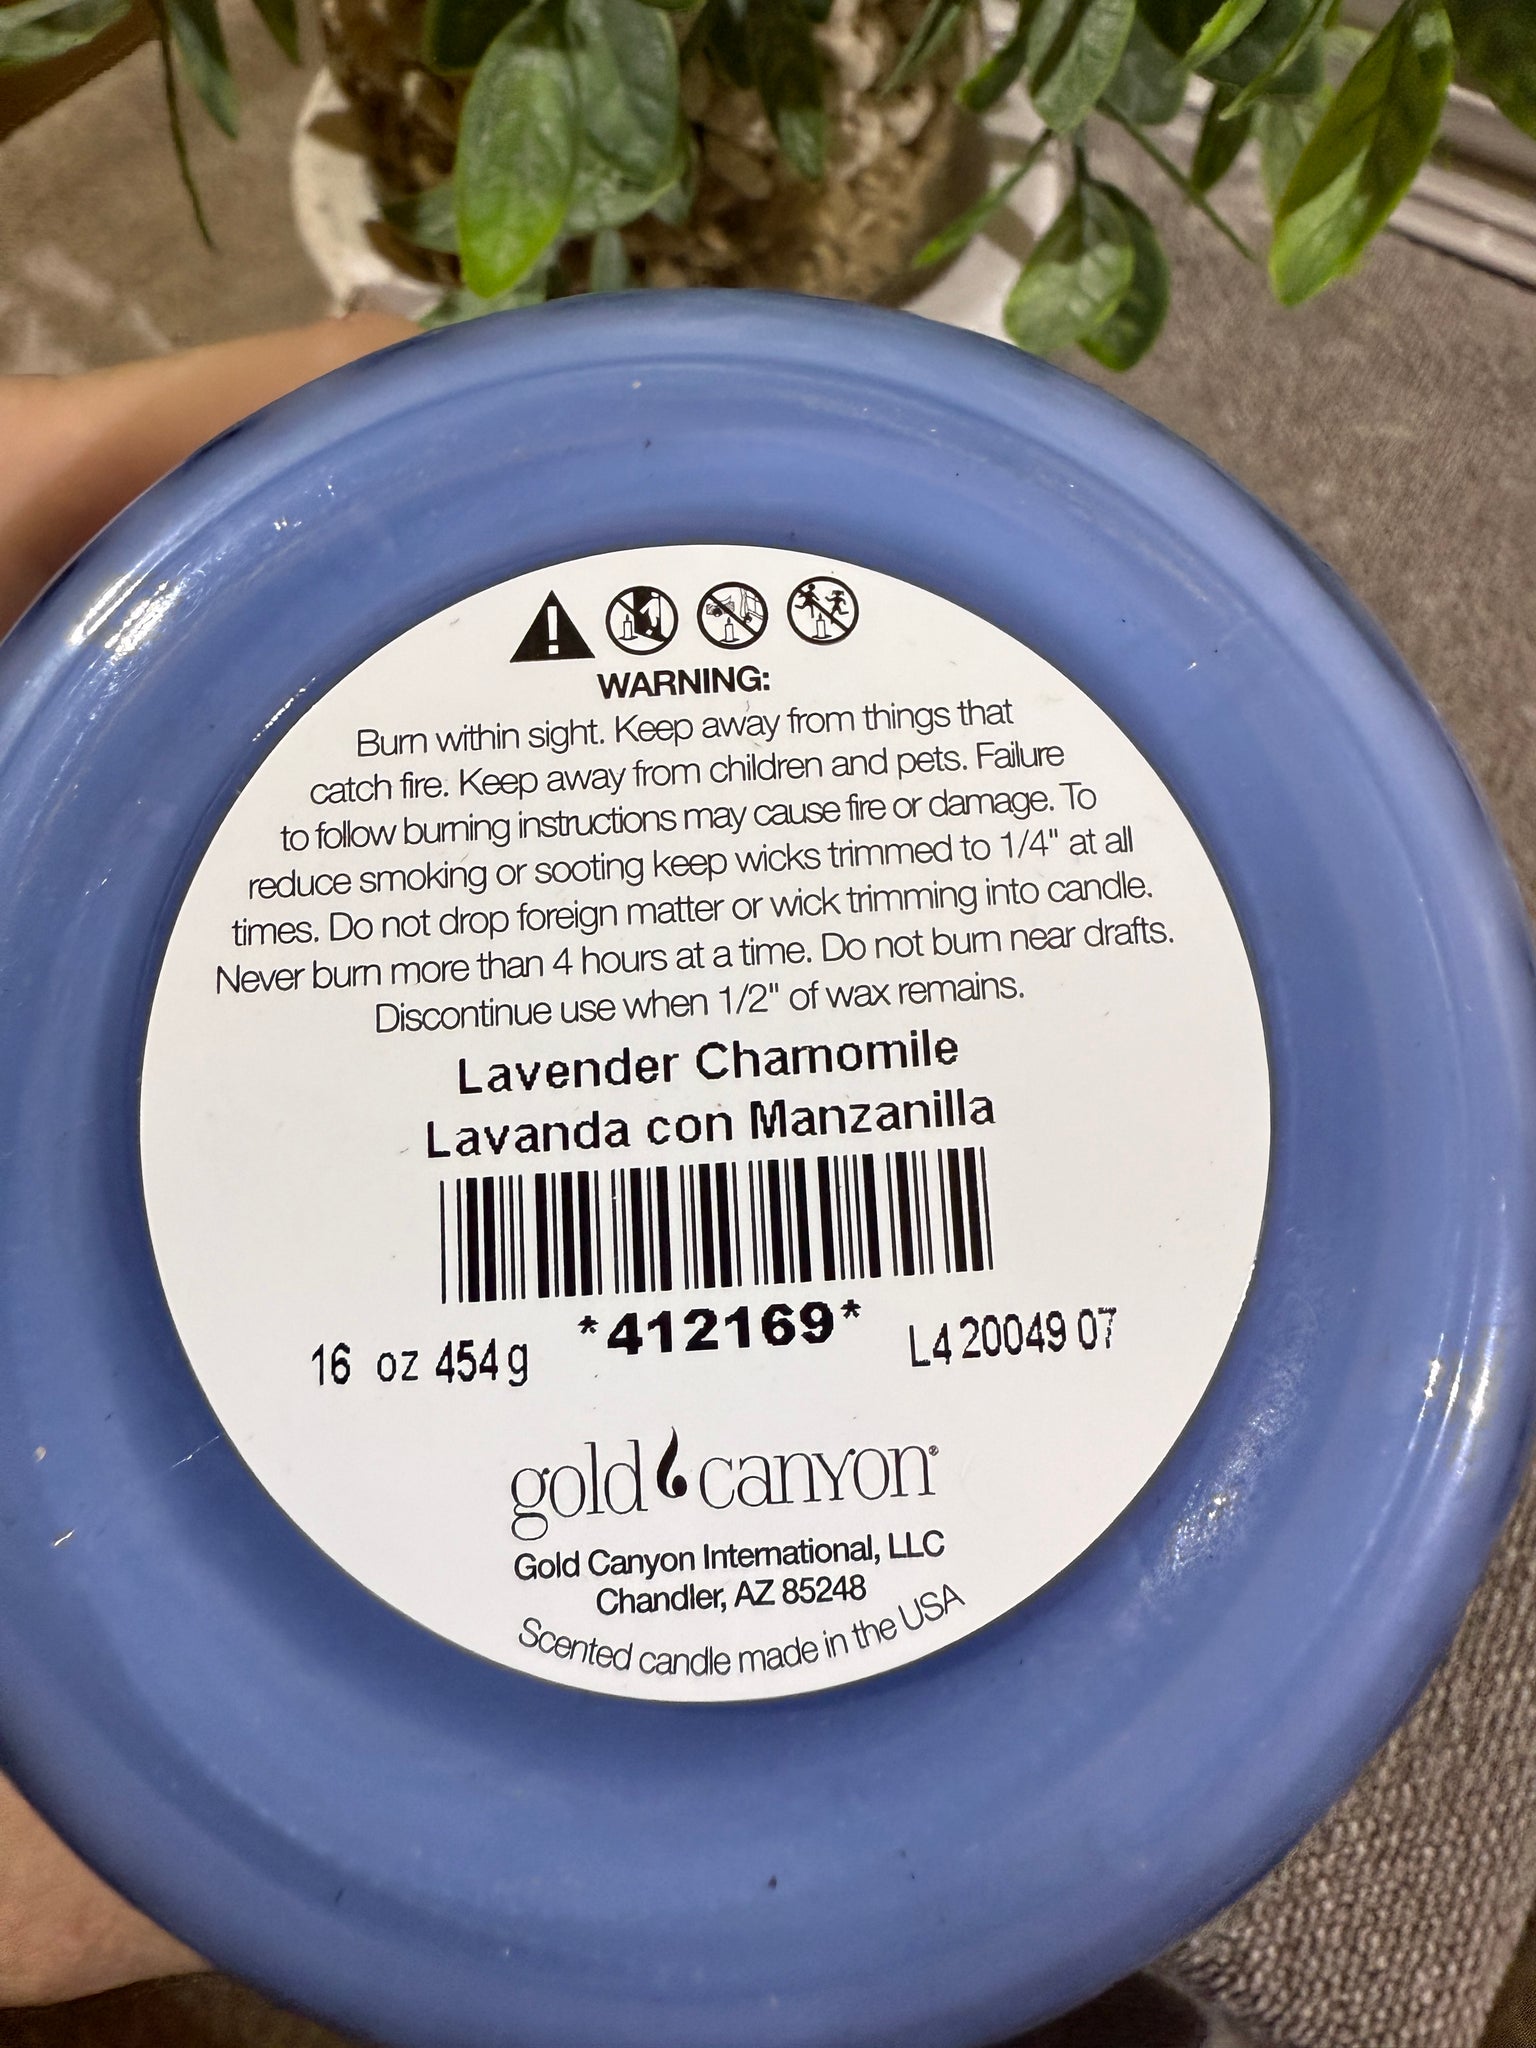 WARNING:
Burn within sight. Keep away from things that
catch fire. Keep away from children and pets. Failure
to follow burning instructions may cause fire or damage. To
reduce smoking or sooting keep wicks trimmed to 1/4" at all
times. Do not drop foreign matter or wick trimming into candle.
Never burn more than 4 hours at a time. Do not burn near drafts.
Discontinue use when 1/2" of wax remains.
Lavender Chamomile
Lavanda con Manzanilla
*412169*
16 oz 454g
L4 20049 07
gold canyon®
Gold Canyon International, LLC
Chandler, AZ 85248
Scented candle made in the USA